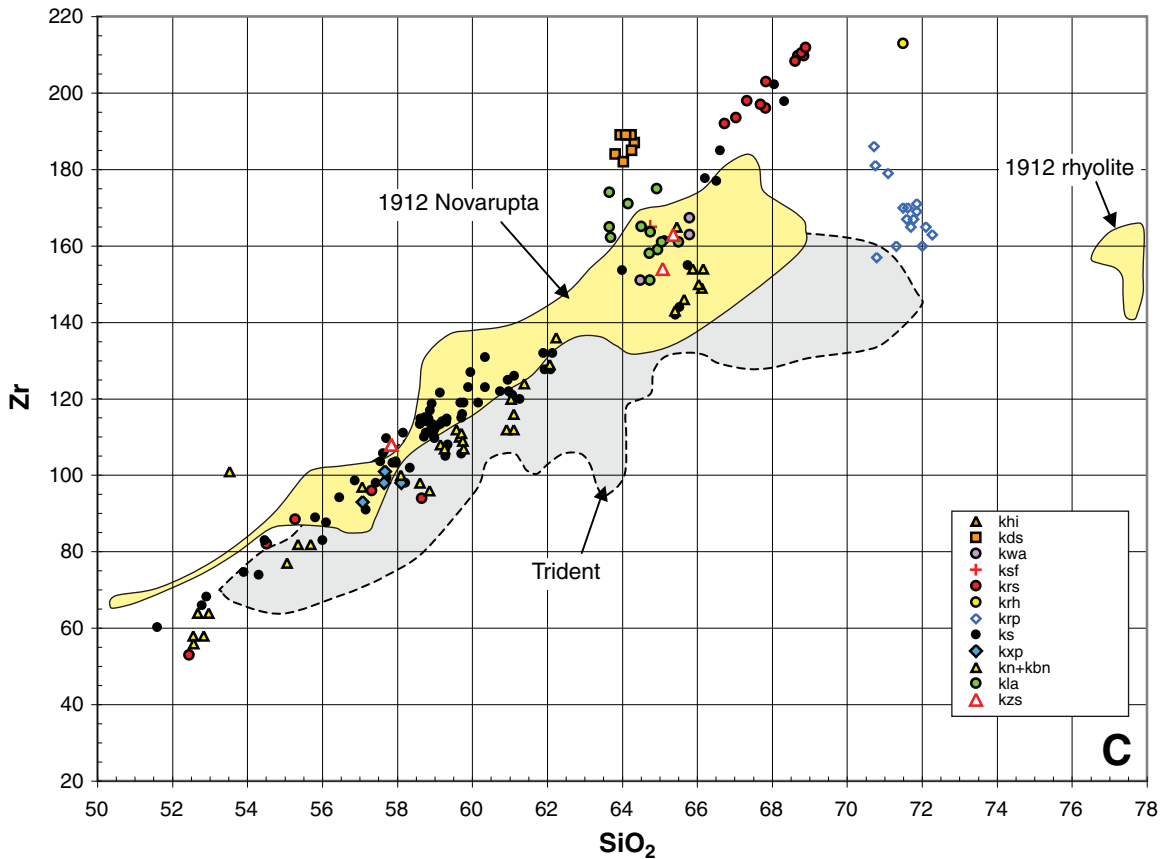 220
200
180
160
140
120
100
80
60
40
20
Zr
1912 Novarupta
1912 rhyolite
Trident
khi
kds
kwa
ksf
krs
krh
krp
ks
kxp
kn+kbn
kla
kzs
C
50 52 54 56 58 60 62 64 66 68 70 72 74 76 78
SiO₂